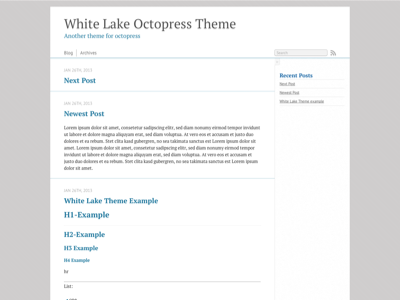 White Lake Octopress Theme
Another theme for octopress
Blog | Archives
Search
JAN 16TH, 2013
Next Post
Recent Posts
Next Post
Newest Post
White Lake Theme example
JAN 16TH, 2013
Newest Post
Lorem ipsum dolor sit amet, consetetur sadipscing elitr, sed diam nonumy eirmod tempor invidunt
ut labore et dolore magna aliquyam erat, sed diam voluptua. At vero eos et accusam et justo duo
dolores et ea rebum. Stet clita kasd gubergren, no sea takimata sanctus est Lorem ipsum dolor sit
amet. Lorem ipsum dolor sit amet, consetetur sadipscing elitr, sed diam nonumy eirmod tempor
invidunt ut labore et dolore magna aliquyam erat, sed diam voluptua. At vero eos et accusam et
justo duo dolores et ea rebum. Stet clita kasd gubergren, no sea takimata sanctus est Lorem
ipsum dolor sit amet.
JAN 16TH, 2013
White Lake Theme Example
H1-Example
H2-Example
H3 Example
H4 Example
hr
List: